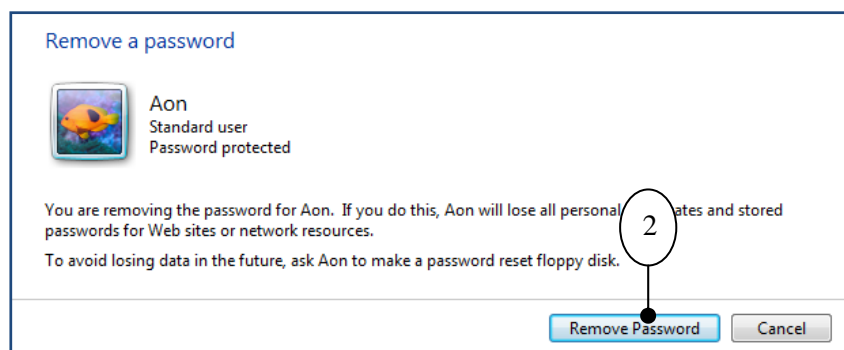 Remove a password
Aon
Standard user
Password protected
You are removing the password for Aon. If you do this, Aon will lose all personal ates and stored
passwords for Web sites or network resources.
2
To avoid losing data in the future, ask Aon to make a password reset floppy disk.
Remove Password Cancel